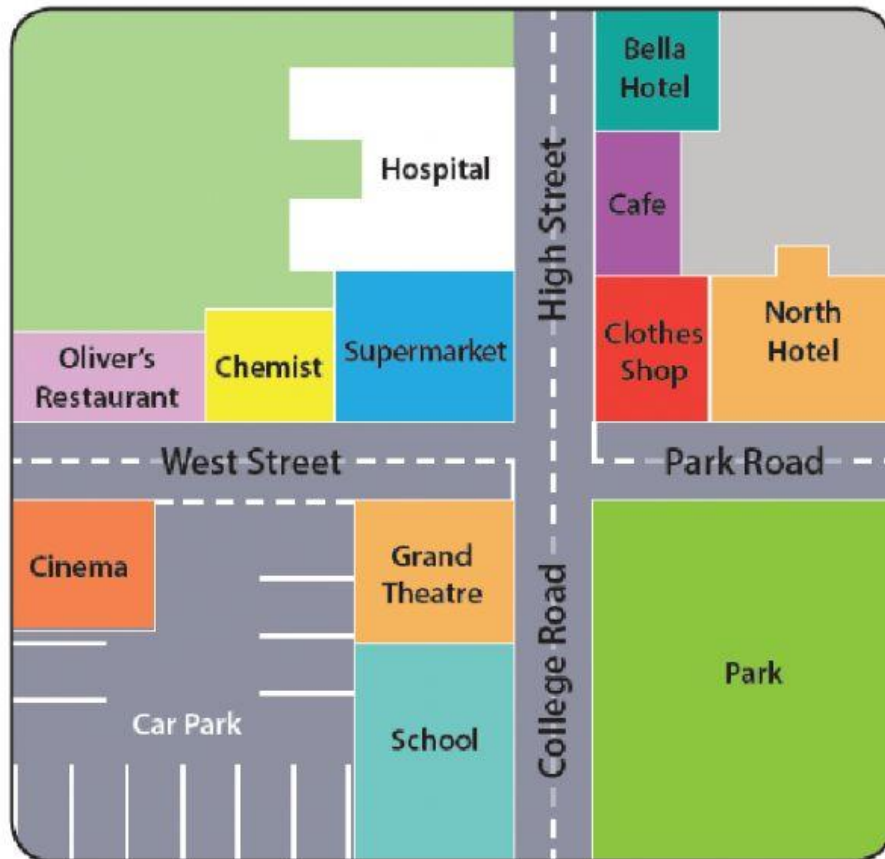 Bella
Hotel
Hospital
High Street
Cafe
Oliver's
Restaurant
Chemist
Supermarket
Clothes
Shop
North
Hotel
West Street
Park Road
Cinema
Grand
Theatre
College Road
Park
Car Park
School